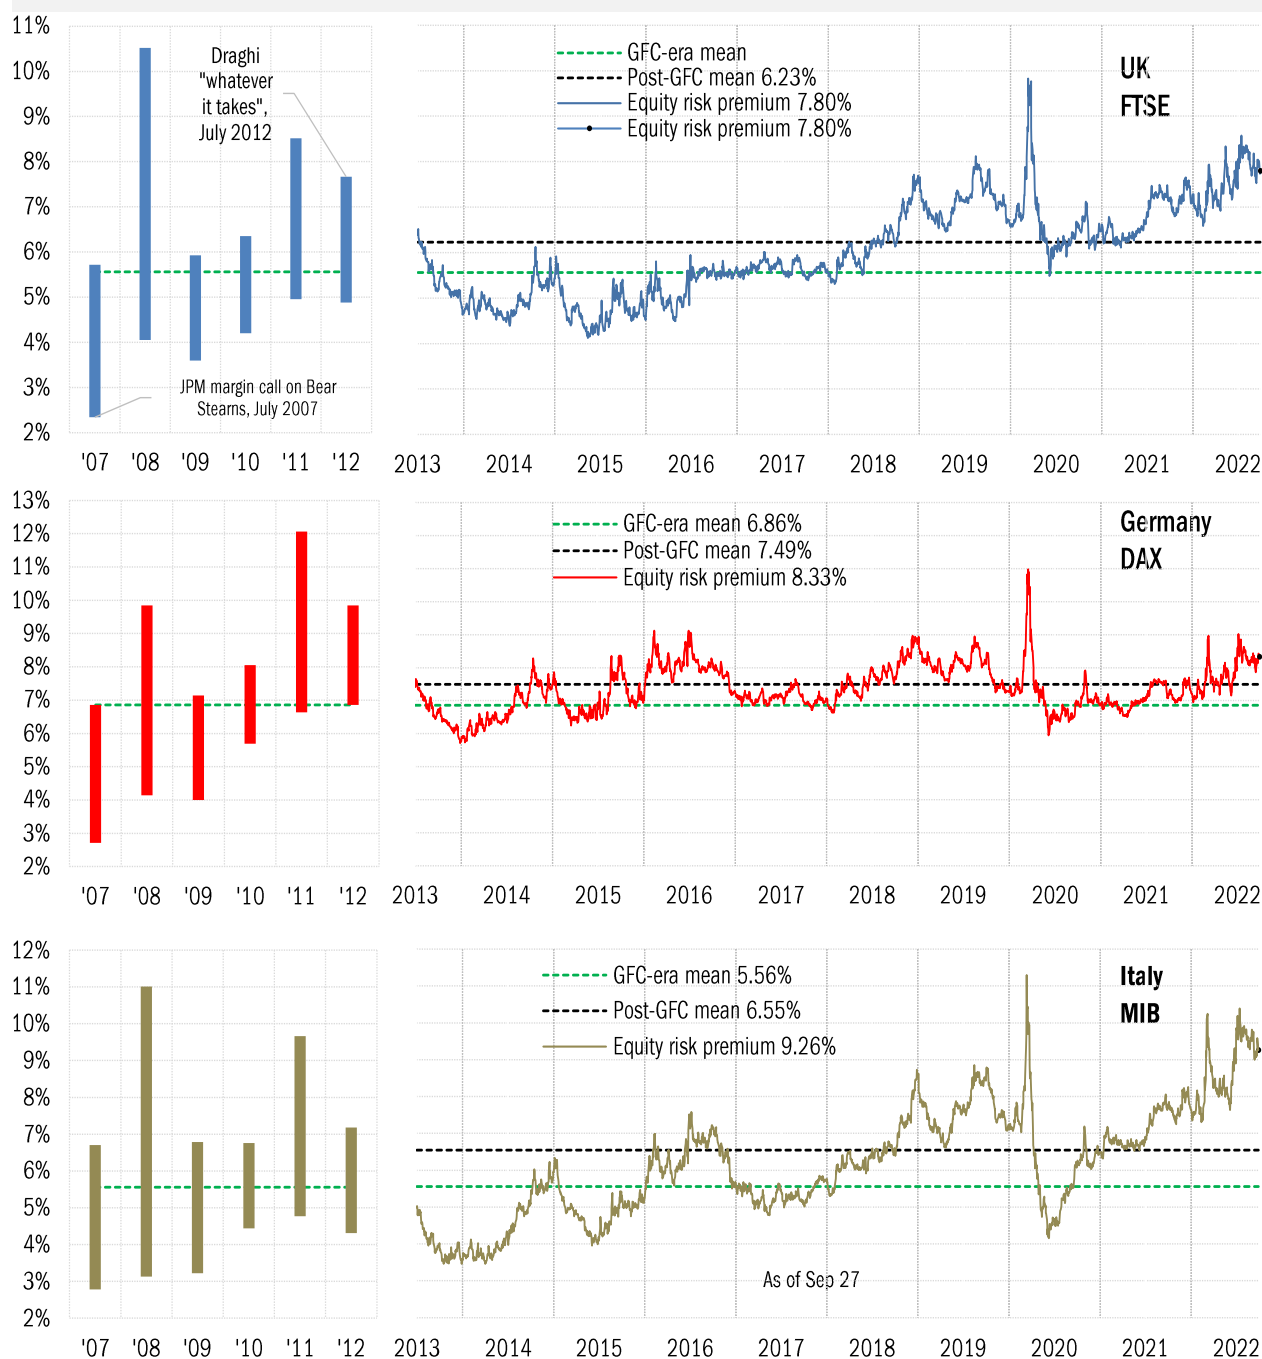 11%
10%
9%
8%
7%
6%
5%
4%
3%
2%
Draghi
"whatever
it takes",
July 2012
JPM margin call on Bear
Stearns, July 2007
'07 '08 '09 '10 '11 '12
GFC-era mean
Post-GFC mean 6.23%
Equity risk premium 7.80%
Equity risk premium 7.80%
UK
FTSE
2013 2014 2015 2016 2017 2018 2019 2020 2021 2022
13%
12%
11%
10%
9%
8%
7%
6%
5%
4%
3%
2%
'07 '08 '09 '10 '11 '12
GFC-era mean 6.86%
Post-GFC mean 7.49%
Equity risk premium 8.33%
Germany
DAX
2013 2014 2015 2016 2017 2018 2019 2020 2021 2022
12%
11%
10%
9%
8%
7%
6%
5%
4%
3%
2%
'07 '08 '09 '10 '11 '12
GFC-era mean 5.56%
Post-GFC mean 6.55%
Equity risk premium 9.26%
Italy
MIB
As of Sep 27
2013 2014 2015 2016 2017 2018 2019 2020 2021 2022